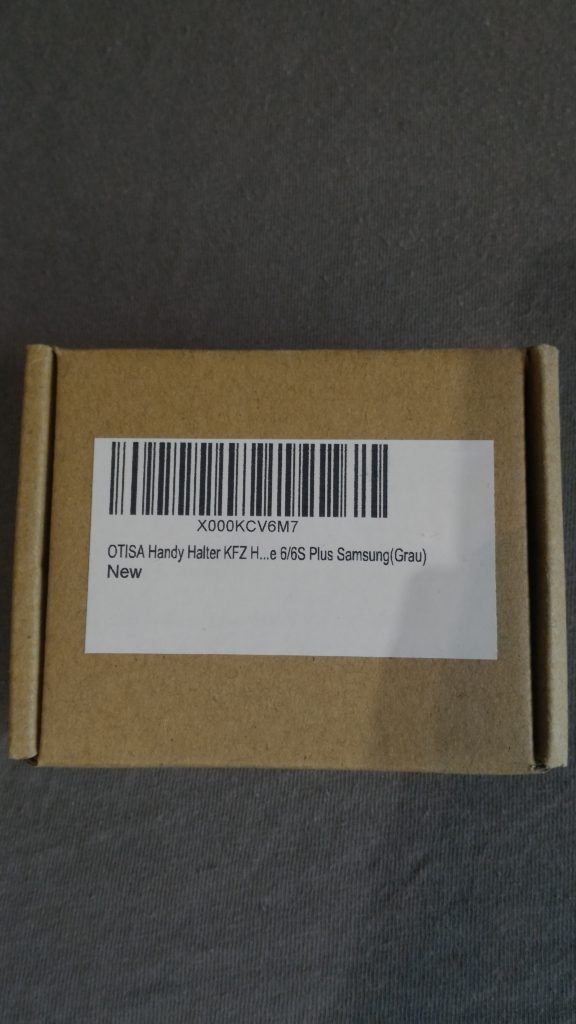 X000KCV6M7
OTISA Handy Halter KFZ H...e 6/6S Plus Samsung(Grau)
New